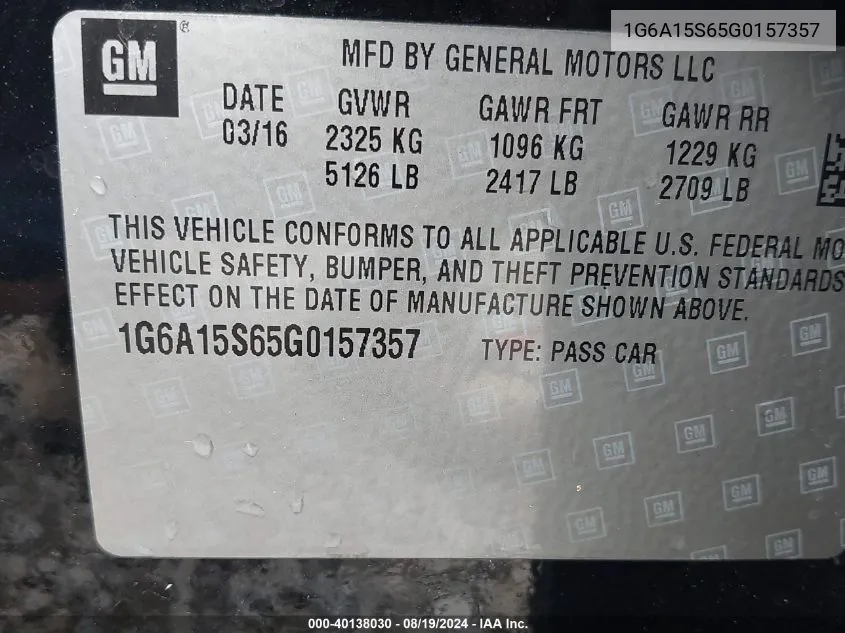 1G6A15S65G0157357
GM
MFD BY GENERAL MOTORS LLC
DATE GVWR GAWR FRT GAWR RR
03/16 2325 KG 1096 KG 1229 KG
5126 LB 2417 LB 2709 LB
THIS VEHICLE CONFORMS TO ALL APPLICABLE U.S. FEDERAL MO
VEHICLE SAFETY, BUMPER, AND THEFT PREVENTION STANDARDS
EFFECT ON THE DATE OF MANUFACTURE SHOWN ABOVE.
1G6A15S65G0157357 TYPE: PASS CAR
000-40138030 - 08/19/2024 - IAA Inc.